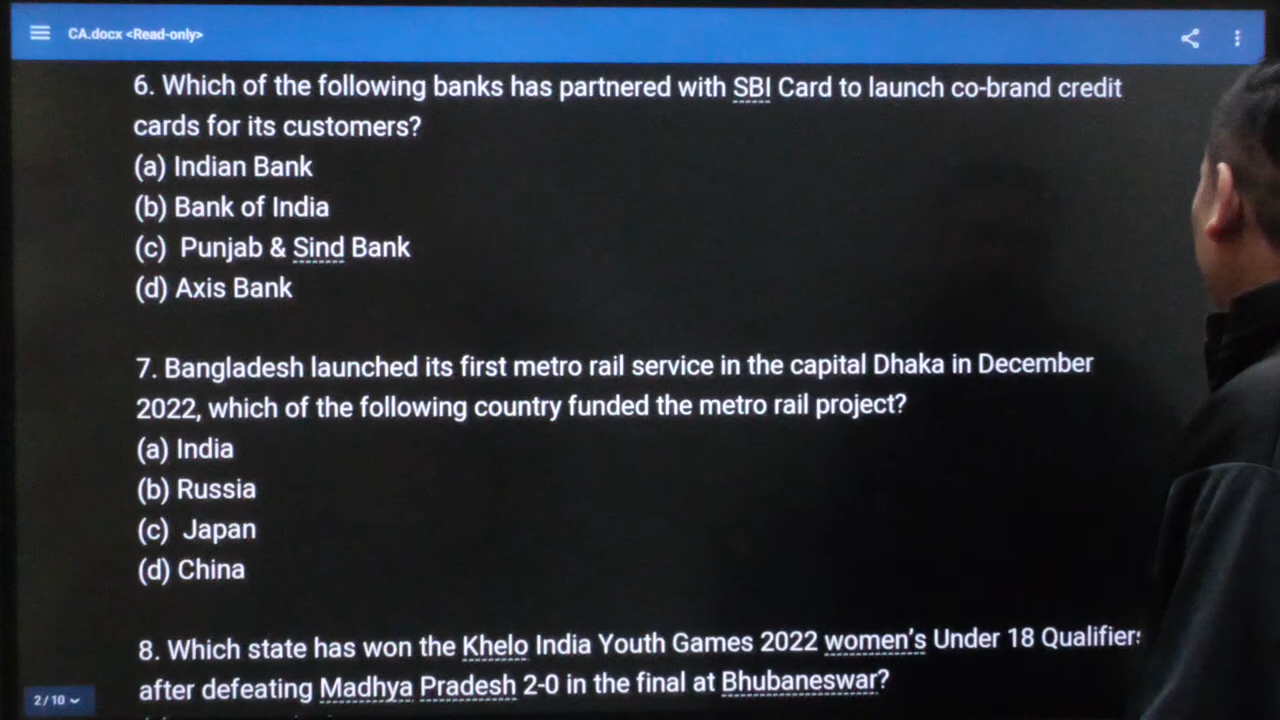 CA.docx <Read-only>
6. Which of the following banks has partnered with SBI Card to launch co-brand credit
cards for its customers?
(a) Indian Bank
(b) Bank of India
(c) Punjab & Sind Bank
(d) Axis Bank
7. Bangladesh launched its first metro rail service in the capital Dhaka in December
2022, which of the following country funded the metro rail project?
(a) India
(b) Russia
(c) Japan
(d) China
8. Which state has won the Khelo India Youth Games 2022 women's Under 18 Qualifiers
after defeating Madhya Pradesh 2-0 in the final at Bhubaneswar?
2/10